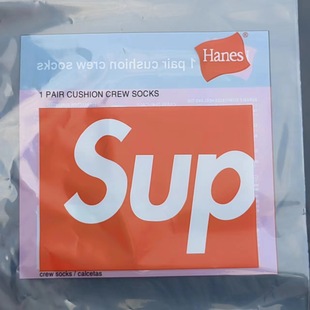 Hanes
1 pair cushion crew socks
1 PAIR CUSHION CREW SOCKS
Sup
crew socks / calcetas